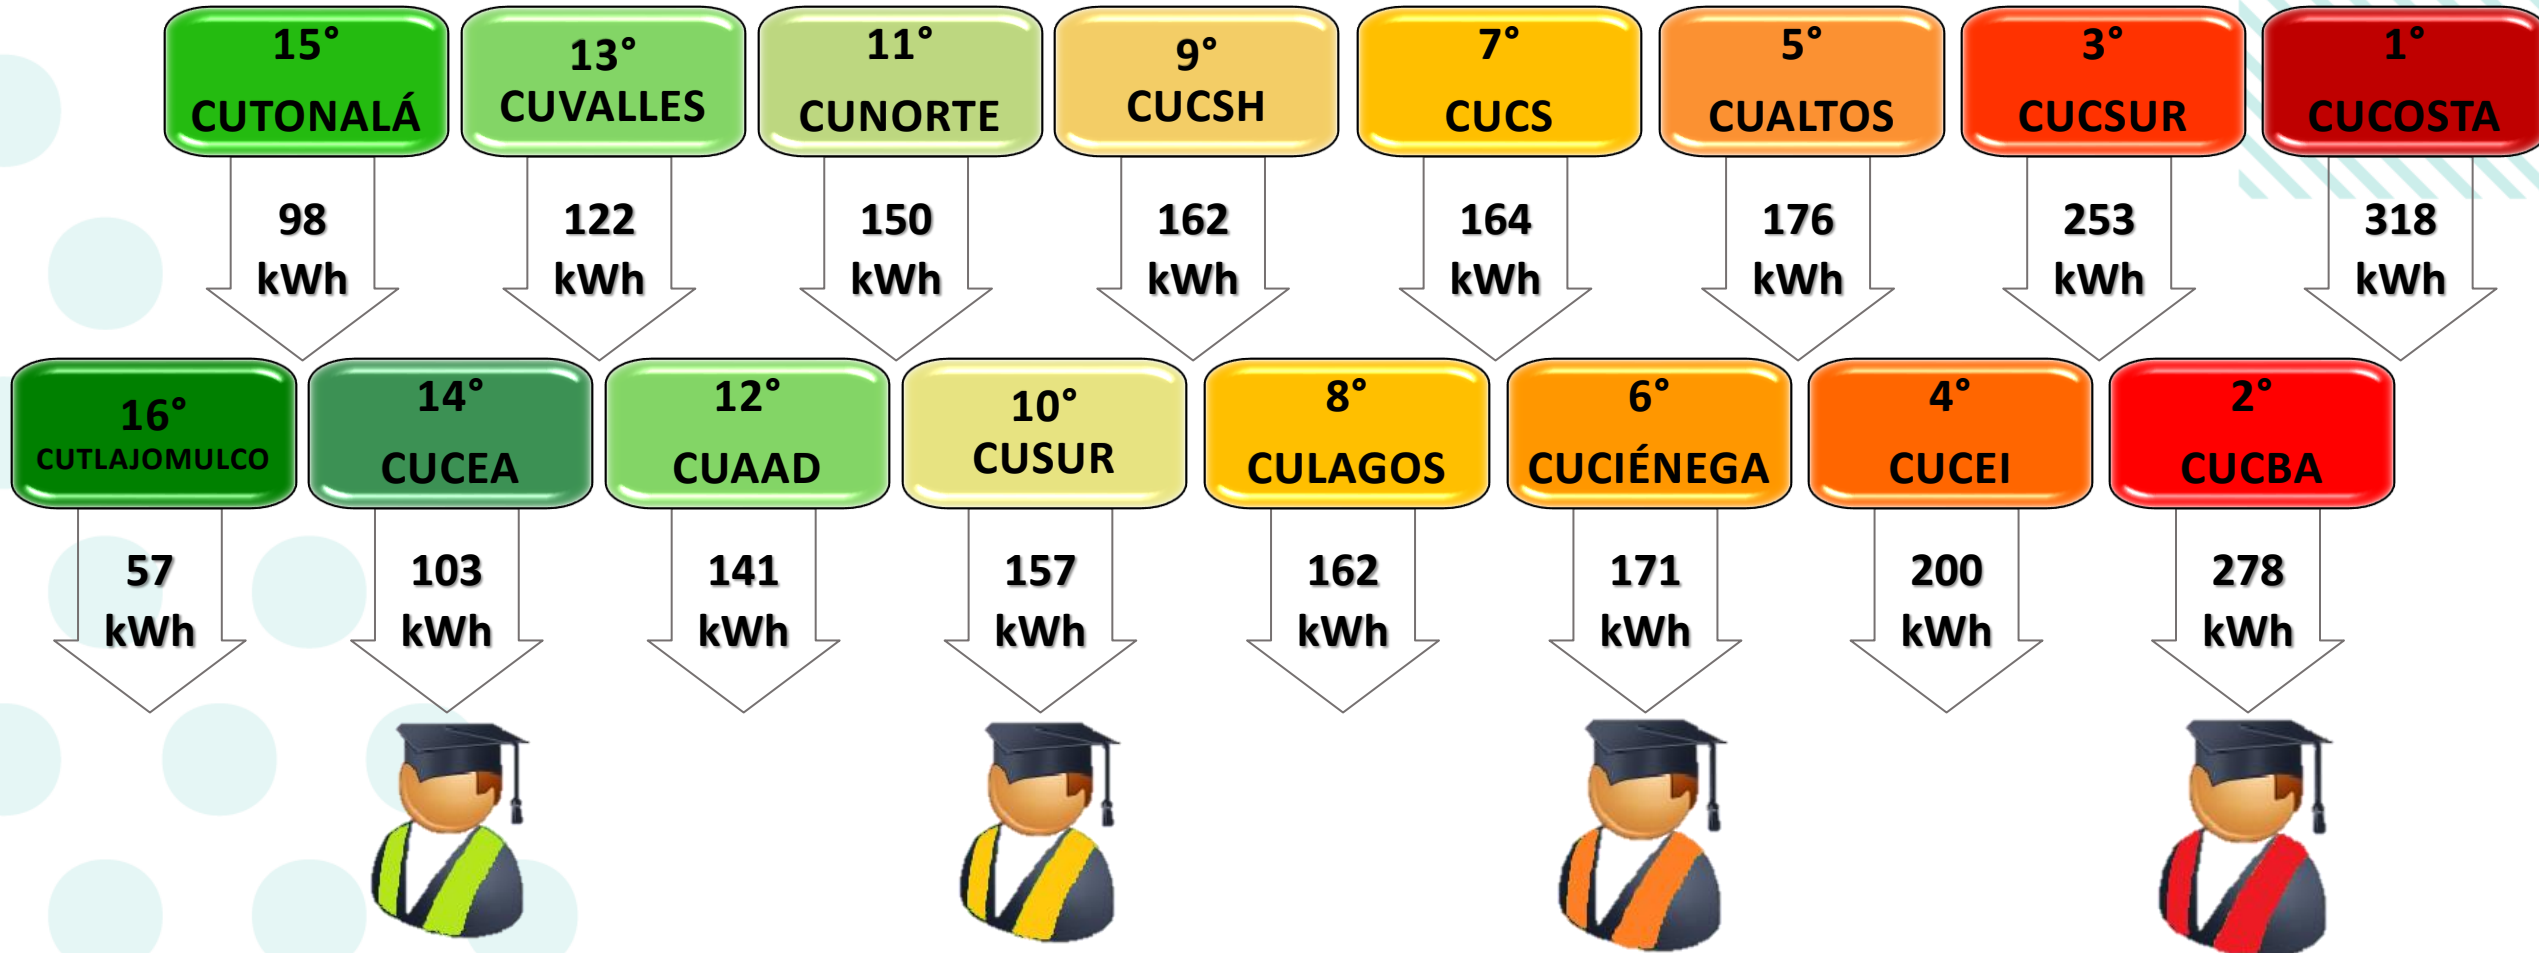 15°
CUTONALÁ
98
kWh
13°
CUVALLES
122
kWh
11°
CUNORTE
150
kWh
9°
CUCSH
162
kWh
7°
CUCS
164
kWh
5°
CUALTOS
176
kWh
3°
CUCSUR
253
kWh
1°
CUCOSTA
318
kWh
16°
CUTLAJOMULCO
57
kWh
14°
CUCEA
103
kWh
12°
CUAAD
141
kWh
10°
CUSUR
157
kWh
8°
CULAGOS
162
kWh
6°
CUCIÉNEGA
171
kWh
4°
CUCEI
200
kWh
2°
CUCBA
278
kWh